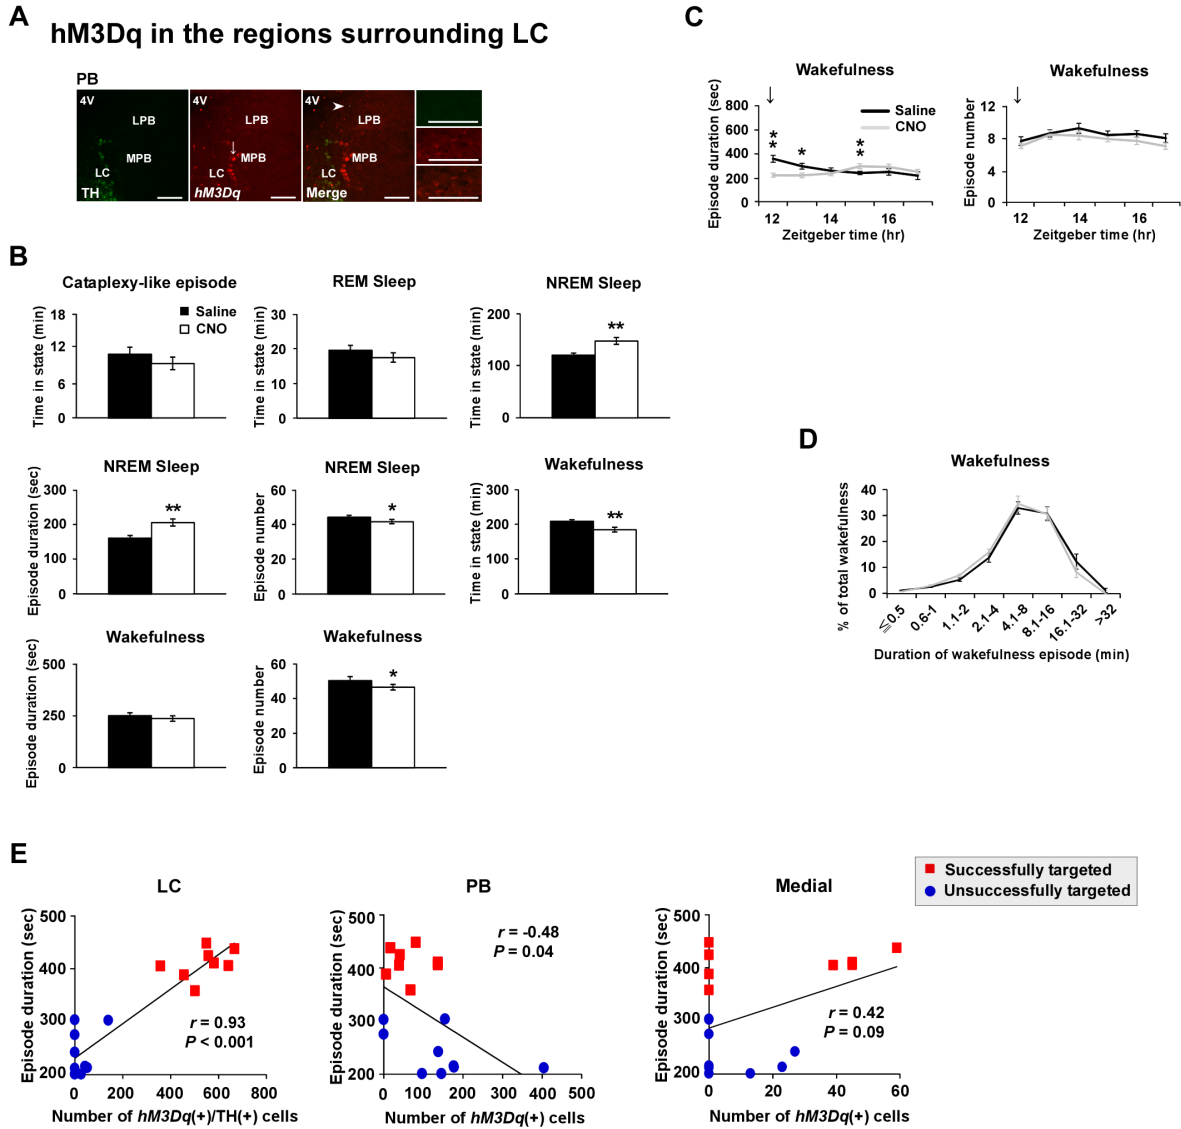 A
hM3Dq in the regions surrounding LC
PB
4V
LPB
MPB
LC
TH
4V
LPB
MPB
LC
hM3Dq
4V
LPB
MPB
LC
Merge
B
Cataplexy-like episode
Time in state (min)
18
12
6
0
Saline
CNO
REM Sleep
Time in state (min)
30
20
10
0
NREM Sleep
Time in state (min)
200
100
0
**
NREM Sleep
Episode duration (sec)
300
200
100
0
**
NREM Sleep
Episode number
60
40
20
0
*
Wakefulness
Time in state (min)
300
200
100
0
**
Wakefulness
Episode duration (sec)
500
250
0
Wakefulness
Episode number
60
40
20
0
*
C
Wakefulness
Episode duration (sec)
800
600
400
200
0
**
*
**
Saline
CNO
12 14 16
Zeitgeber time (hr)
Wakefulness
Episode number
12
8
4
0
12 14 16
Zeitgeber time (hr)
D
Wakefulness
% of total wakefulness
40
30
20
10
0
≦0.5 0.6-1 1.1-2 2.1-4 4.1-8 8.1-16 16.1-32 >32
Duration of wakefulness episode (min)
E
LC
Episode duration (sec)
500
400
300
200
r = 0.93
P < 0.001
0 200 400 600 800
Number of hM3Dq(+)/TH(+) cells
PB
Episode duration (sec)
500
400
300
200
r = -0.48
P = 0.04
0 100 200 300 400 500
Number of hM3Dq(+) cells
Medial
Episode duration (sec)
500
400
300
200
r = 0.42
P = 0.09
0 20 40 60
Number of hM3Dq(+) cells
Successfully targeted
Unsuccessfully targeted